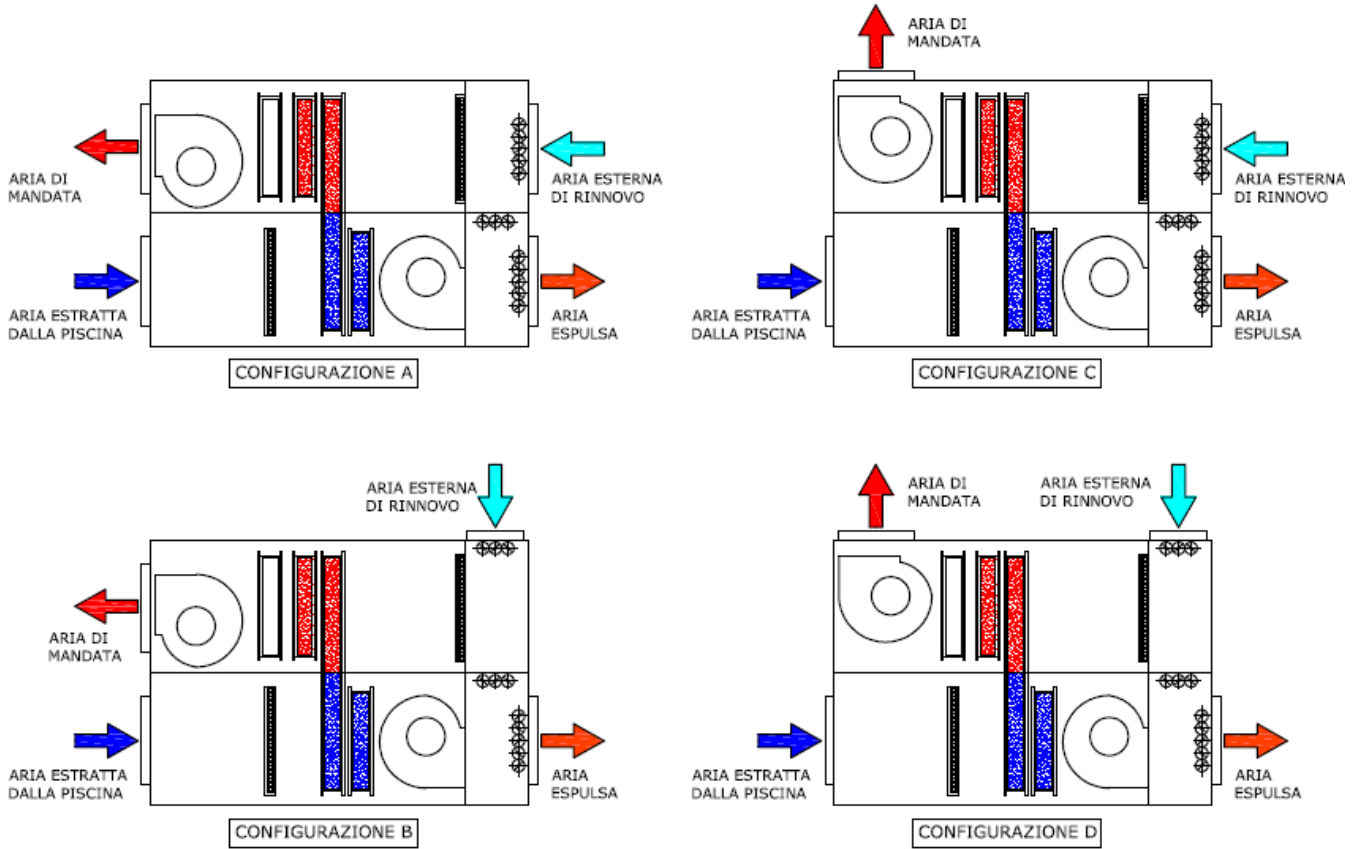 ARIA DI
MANDATA
ARIA ESTERNA
DI RINNOVO
ARIA ESTRATTA
DALLA PISCINA
ARIA
ESPULSA
CONFIGURAZIONE A
ARIA DI
MANDATA
ARIA ESTERNA
DI RINNOVO
ARIA ESTRATTA
DALLA PISCINA
ARIA
ESPULSA
CONFIGURAZIONE C
ARIA ESTERNA
DI RINNOVO
ARIA DI
MANDATA
ARIA ESTRATTA
DALLA PISCINA
ARIA
ESPULSA
CONFIGURAZIONE B
ARIA DI
MANDATA
ARIA ESTERNA
DI RINNOVO
ARIA ESTRATTA
DALLA PISCINA
ARIA
ESPULSA
CONFIGURAZIONE D